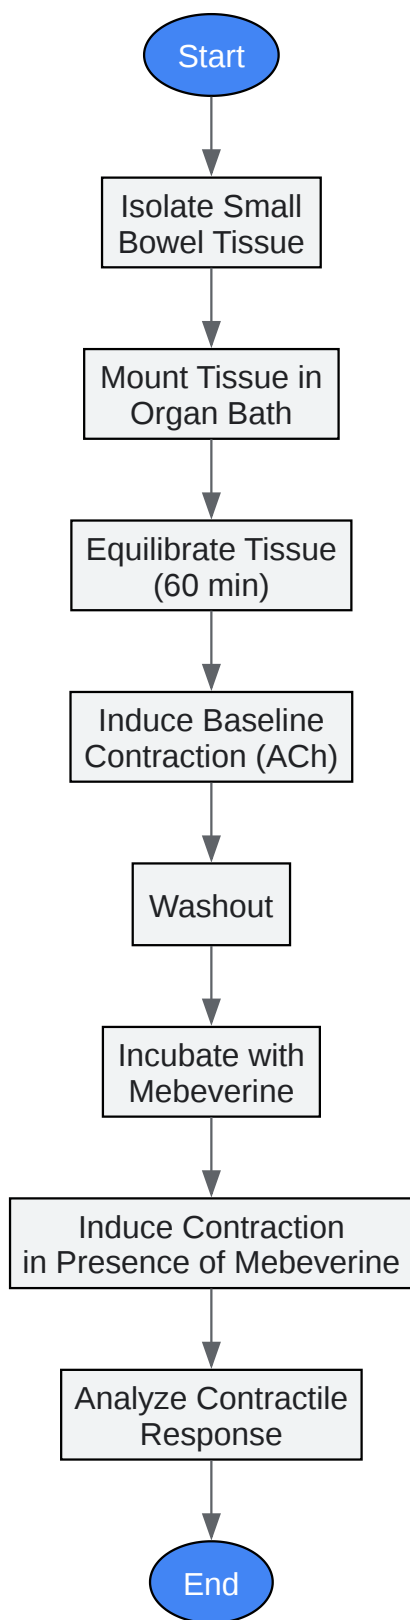 Start
Isolate Small
Bowel Tissue
Mount Tissue in
Organ Bath
Equilibrate Tissue
(60 min)
Induce Baseline
Contraction (ACh)
Washout
Incubate with
Mebeverine
Induce Contraction
in Presence of Mebeverine
Analyze Contractile
Response
End